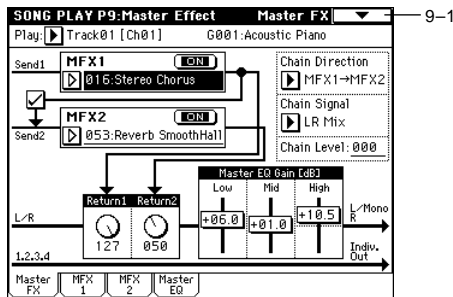 SONG PLAY P9:Master Effect Master FX
9–1
Play: Track01 [Ch01] G001:Acoustic Piano
Send1
MFX1 ON
016:Stereo Chorus
Chain Direction
MFX1→MFX2
Send2
MFX2 ON
053:Reverb SmoothHall
Chain Signal
LR Mix
Chain Level: 000
Master EQ Gain [dB]
Return1 Return2
Low Mid High
L/R
127 050
+06.0 +01.0 +10.5
L/Mono
R
1.2.3.4
Indiv.
Out
Master FX
MFX 1
MFX 2
Master EQ